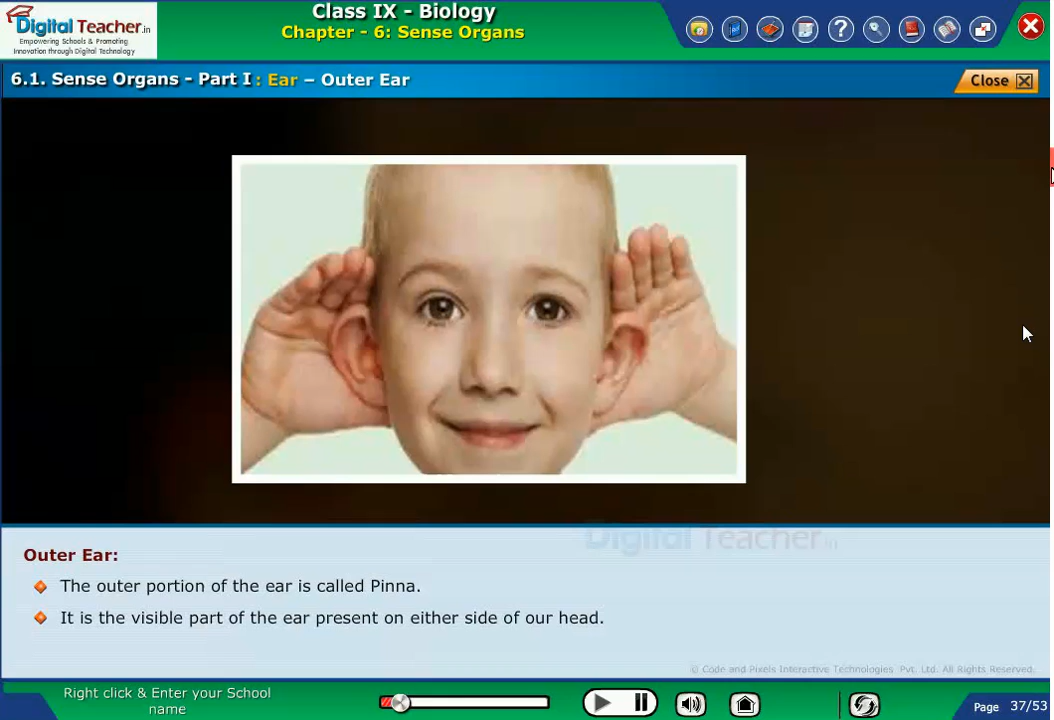 Digital Teacher.in
Empowering Schools & Promoting
Innovation through Digital Technology
Class IX - Biology
Chapter - 6: Sense Organs
6.1. Sense Organs - Part I : Ear – Outer Ear
Close
Digital Teacher.in
Outer Ear:
The outer portion of the ear is called Pinna.
It is the visible part of the ear present on either side of our head.
© Code and Pixels Interactive Technologies Pvt. Ltd. All Rights Reserved.
Right click & Enter your School
name
Page 37/53